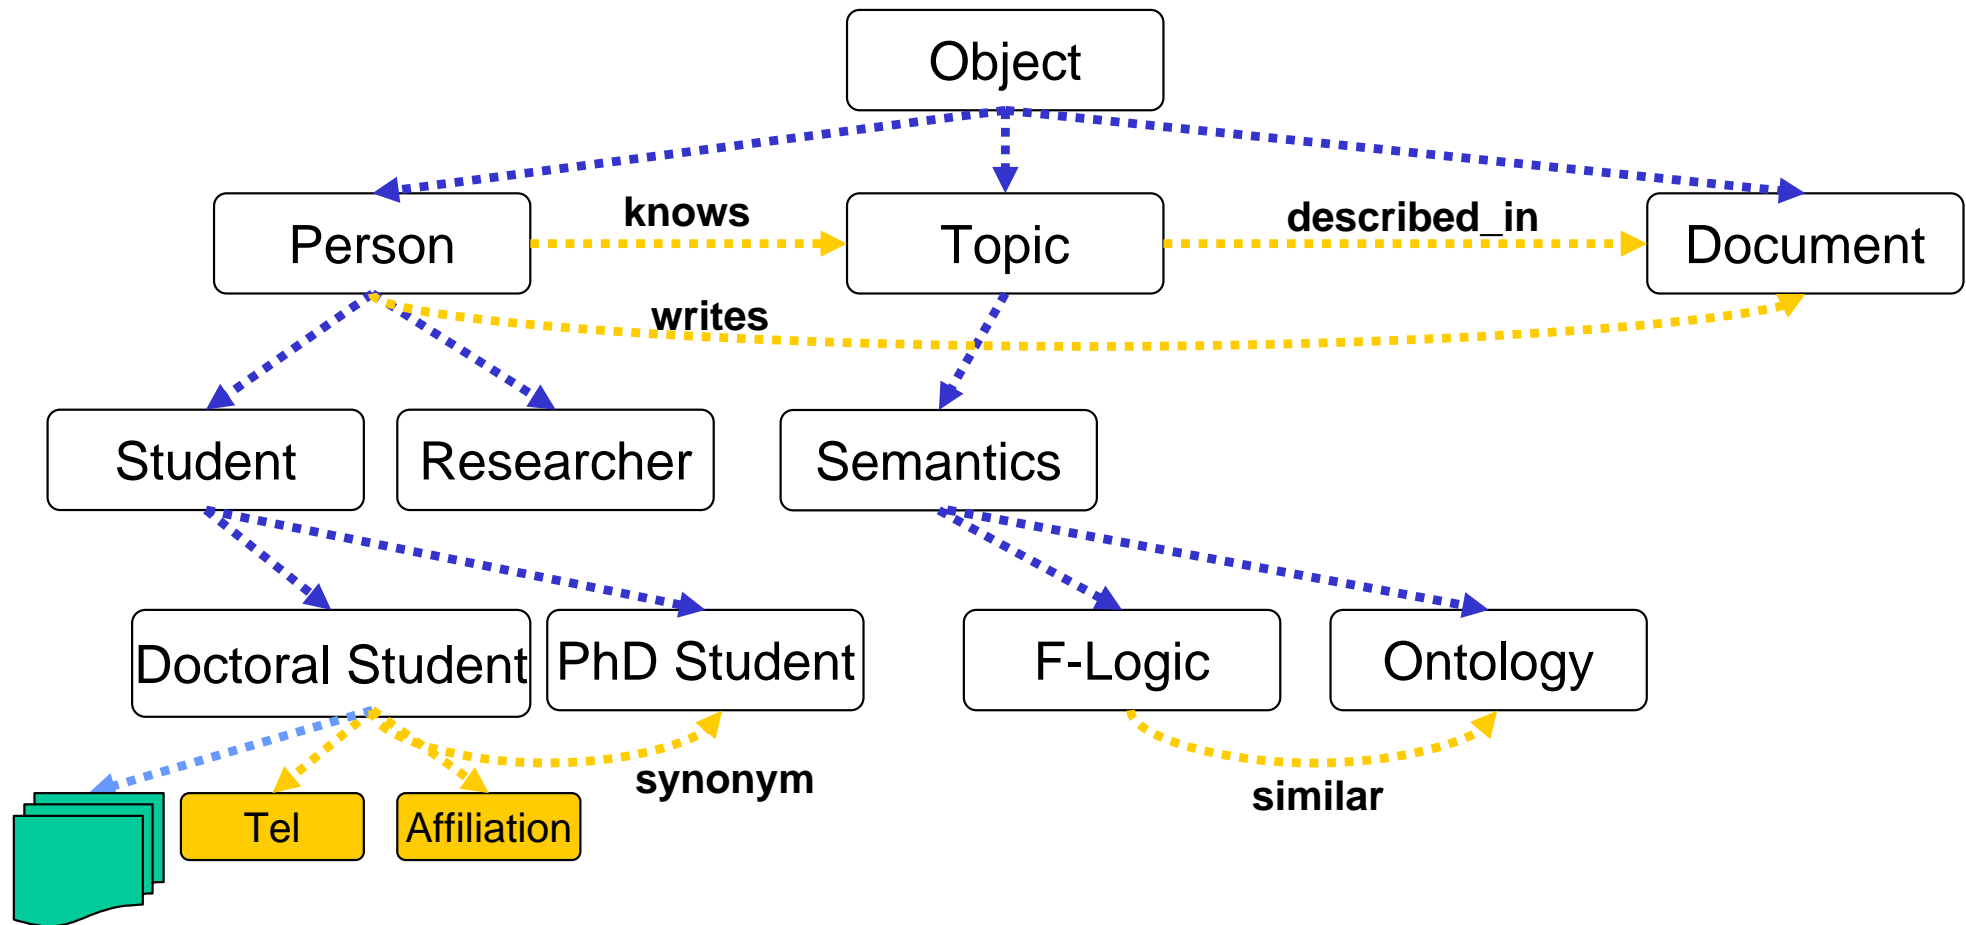 Object
knows
described_in
Person
Topic
Document
writes
Student
Researcher
Semantics
Doctoral Student
PhD Student
F-Logic
Ontology
synonym
similar
Tel
Affiliation